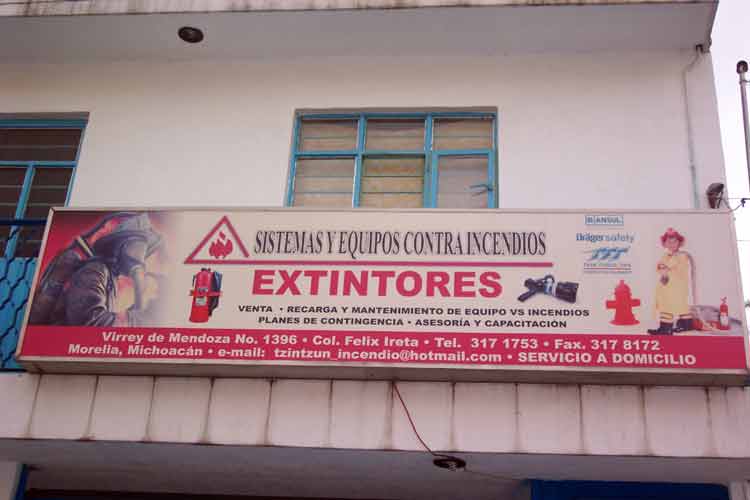 SISTEMAS Y EQUIPOS CONTRA INCENDIOS
EXTINTORES
VENTA • RECARGA Y MANTENIMIENTO DE EQUIPO VS INCENDIOS
PLANES DE CONTINGENCIA • ASESORÍA Y CAPACITACIÓN
ANSUL
Drägersafety
Virrey de Mendoza No. 1396 • Col. Felix Ireta • Tel. 317 1753 • Fax. 317 8172
Morelia, Michoacán • e-mail: tzintzun_incendio@hotmail.com • SERVICIO A DOMICILIO